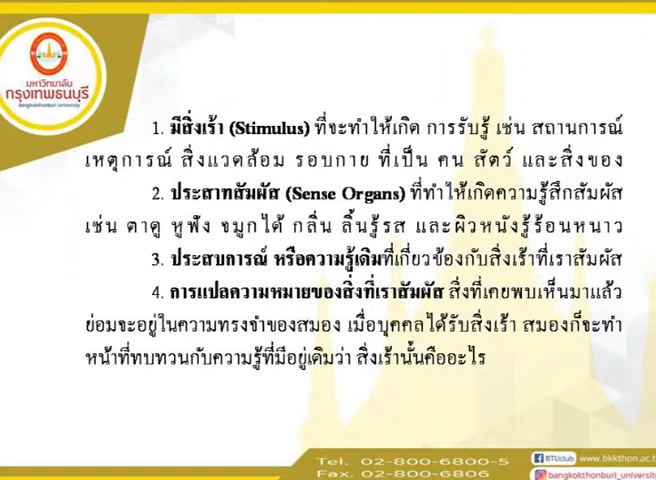 มหาวิทยาลัย
กรุงเทพธนบุรี
Bangkokthonburi University
1. มีสิ่งเร้า (Stimulus) ที่จะทำให้เกิด การรับรู้ เช่น สถานการณ์
เหตุการณ์ สิ่งแวดล้อม รอบกาย ที่เป็น คน สัตว์ และสิ่งของ
2. ประสาทสัมผัส (Sense Organs) ที่ทำให้เกิดความรู้สึกสัมผัส
เช่น ตาดู หูฟัง จมูกได้ กลิ่น ลิ้นรู้รส และผิวหนังรู้ร้อนหนาว
3. ประสบการณ์ หรือความรู้เดิมที่เกี่ยวข้องกับสิ่งเร้าที่เราสัมผัส
4. การแปลความหมายของสิ่งที่เราสัมผัส สิ่งที่เคยพบเห็นมาแล้ว
ย่อมจะอยู่ในความทรงจำของสมอง เมื่อบุคคลได้รับสิ่งเร้า สมองก็จะทำ
หน้าที่ทบทวนกับความรู้ที่มีอยู่เดิมว่า สิ่งเร้านั้นคืออะไร
Tel. 02-800-6800-5 BTUclub www.bkkthon.ac.t
Fax. 02-800-6806 bangkokthonburi_university